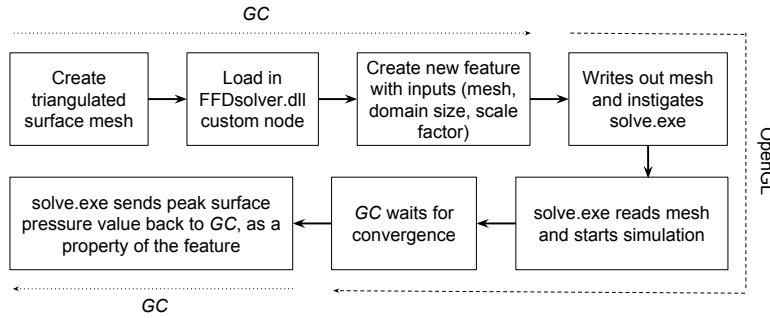 GC
Create
triangulated
surface mesh
Load in
FFDsolver.dll
custom node
Create new feature
with inputs (mesh,
domain size, scale
factor)
Writes out mesh
and instigates
solve.exe
OpenGL
solve.exe sends peak surface
pressure value back to GC, as a
property of the feature
GC waits for
convergence
solve.exe reads mesh
and starts simulation
GC